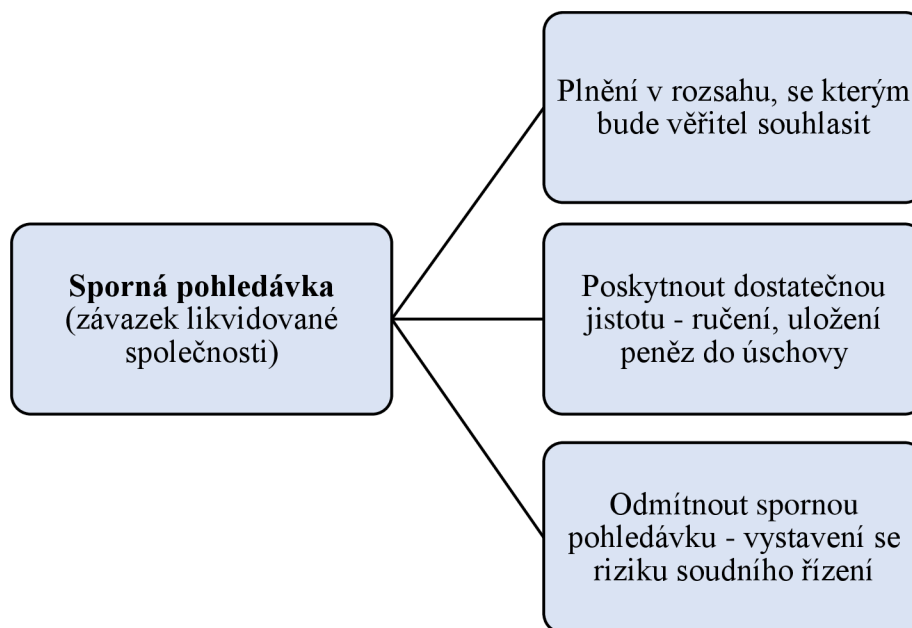 Sporná pohledávka
(závazek likvidované
společnosti)
Plnění v rozsahu, se kterým
bude věřitel souhlasit
Poskytnout dostatečnou
jistotu - ručení, uložení
peněz do úschovy
Odmítnout spornou
pohledávku - vystavení se
riziku soudního řízení